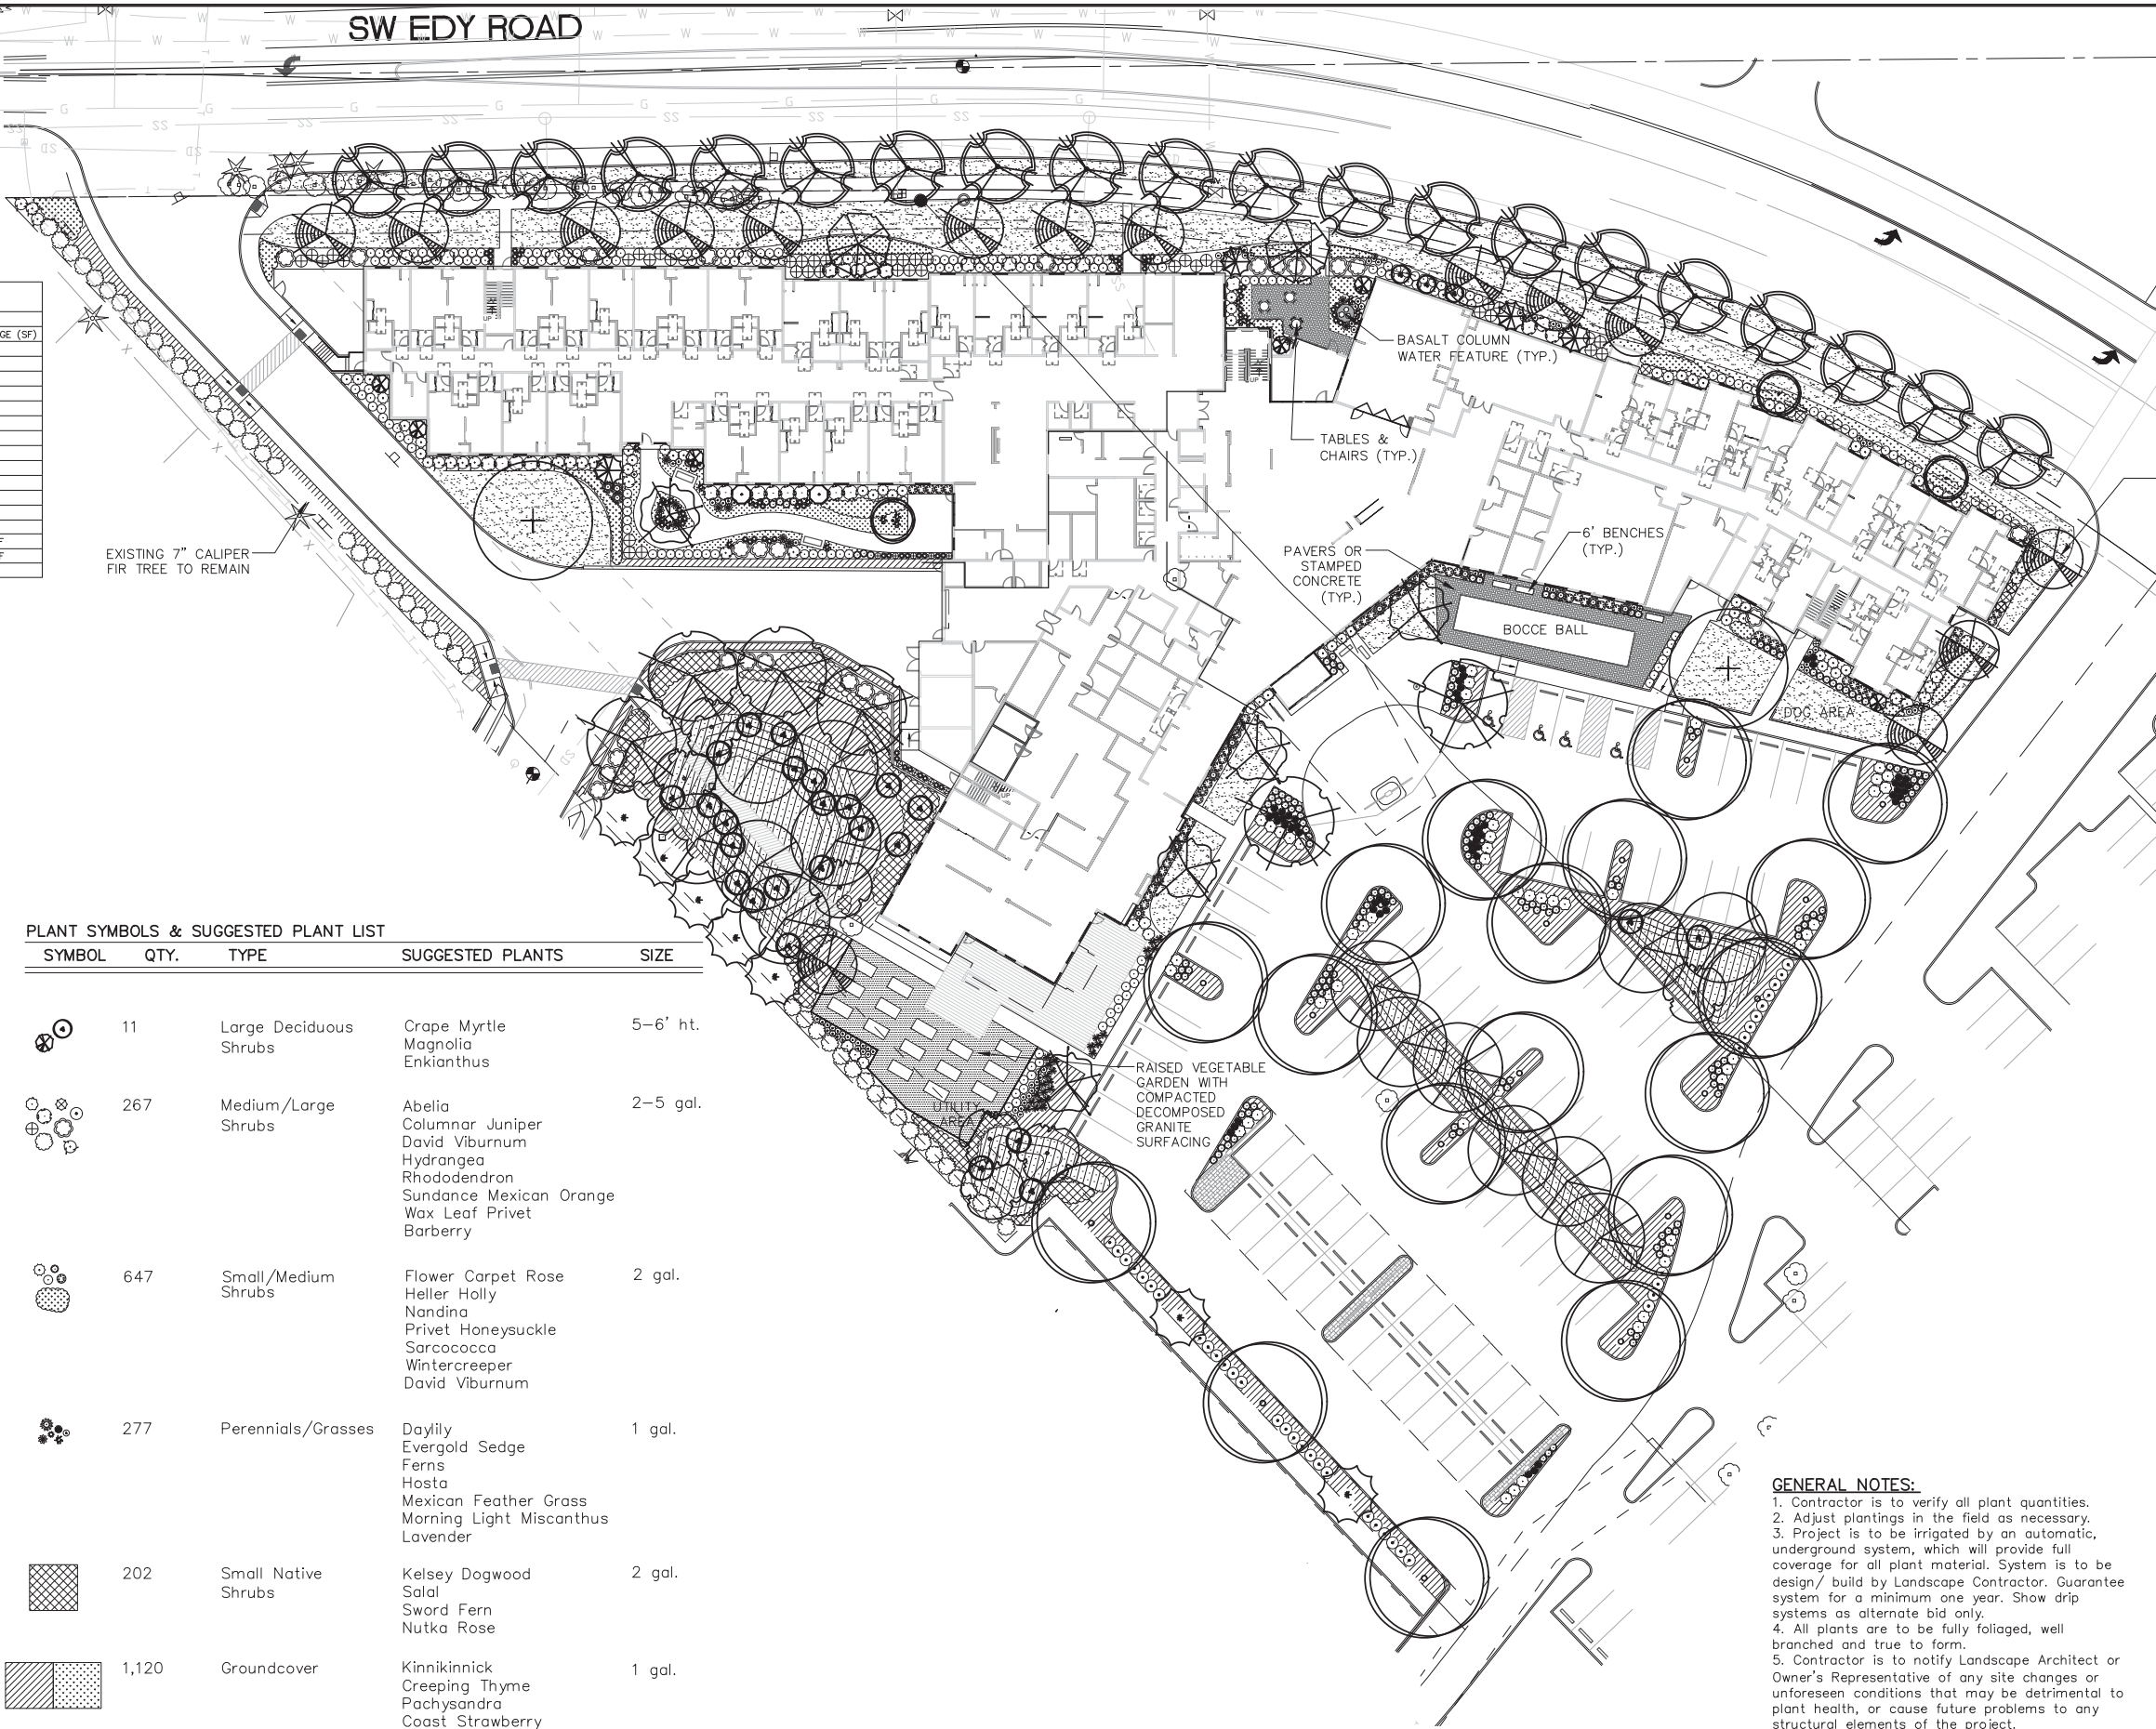 SW EDY ROAD
GE (SF)
EXISTING 7" CALIPER
FIR TREE TO REMAIN
BASALT COLUMN
WATER FEATURE (TYP.)
TABLES &
CHAIRS (TYP.)
6' BENCHES
(TYP.)
PAVERS OR
STAMPED
CONCRETE
(TYP.)
BOCCE BALL
DOG AREA
RAISED VEGETABLE
GARDEN WITH
COMPACTED
DECOMPOSED
GRANITE
SURFACING
UTILITY
AREA
UP
UP
UP
PLANT SYMBOLS & SUGGESTED PLANT LIST
SYMBOL QTY. TYPE SUGGESTED PLANTS SIZE
11 Large Deciduous Crape Myrtle 5-6' ht.
Shrubs Magnolia
Enkianthus
267 Medium/Large Abelia 2-5 gal.
Shrubs Columnar Juniper
David Viburnum
Hydrangea
Rhododendron
Sundance Mexican Orange
Wax Leaf Privet
Barberry
647 Small/Medium Flower Carpet Rose 2 gal.
Shrubs Heller Holly
Nandina
Privet Honeysuckle
Sarcococca
Wintercreeper
David Viburnum
277 Perennials/Grasses Daylily 1 gal.
Evergold Sedge
Ferns
Hosta
Mexican Feather Grass
Morning Light Miscanthus
Lavender
202 Small Native Kelsey Dogwood 2 gal.
Shrubs Salal
Sword Fern
Nutka Rose
1,120 Groundcover Kinnikinnick 1 gal.
Creeping Thyme
Pachysandra
Coast Strawberry
GENERAL NOTES:
1. Contractor is to verify all plant quantities.
2. Adjust plantings in the field as necessary.
3. Project is to be irrigated by an automatic,
underground system, which will provide full
coverage for all plant material. System is to be
design/ build by Landscape Contractor. Guarantee
system for a minimum one year. Show drip
systems as alternate bid only.
4. All plants are to be fully foliaged, well
branched and true to form.
5. Contractor is to notify Landscape Architect or
Owner's Representative of any site changes or
unforeseen conditions that may be detrimental to
plant health, or cause future problems to any
structural elements of the project.